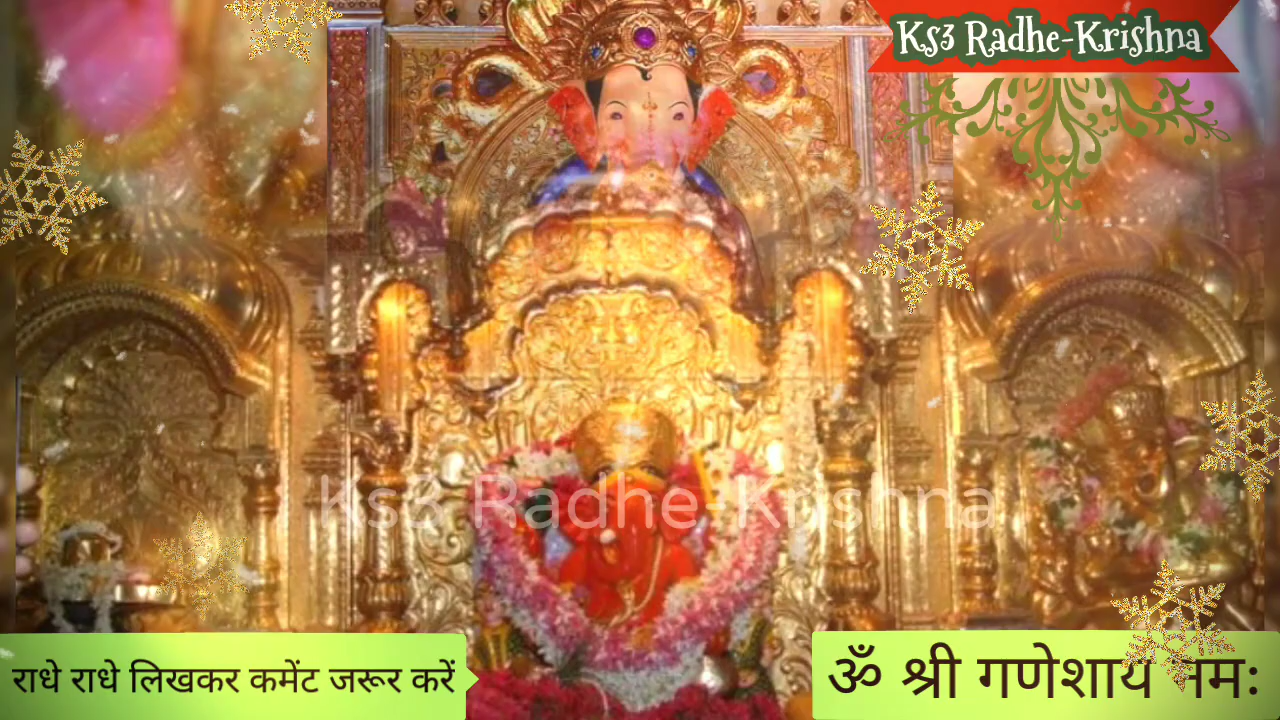 Ks3 Radhe-Krishna
Ks3 Radhe-Krishna
राधे राधे लिखकर कमेंट जरूर करें
ॐ श्री गणेशाय नमः